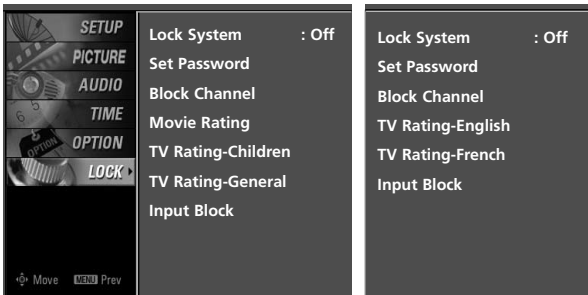 SETUP
PICTURE
AUDIO
TIME
OPTION
LOCK
Move MENU Prev
Lock System : Off
Set Password
Block Channel
Movie Rating
TV Rating-Children
TV Rating-General
Input Block
Lock System : Off
Set Password
Block Channel
TV Rating-English
TV Rating-French
Input Block